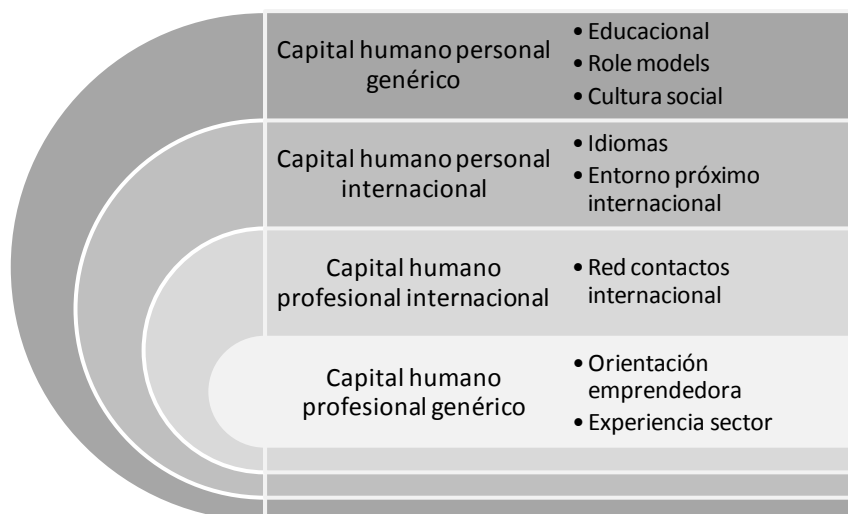 Capital humano personal
genérico
• Educacional
• Role models
• Cultura social
Capital humano personal
internacional
• Idiomas
• Entorno próximo
internacional
Capital humano
profesional internacional
• Red contactos
internacional
Capital humano
profesional genérico
• Orientación
emprendedora
• Experiencia sector